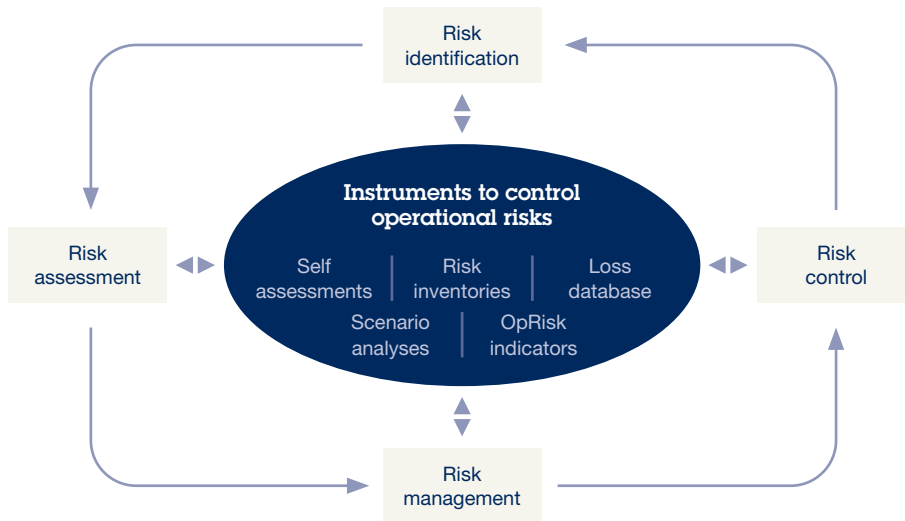 Risk
identification
Instruments to control
operational risks
Risk
assessment
Self
assessments
Risk
inventories
Loss
database
Scenario
analyses
OpRisk
indicators
Risk
control
Risk
management